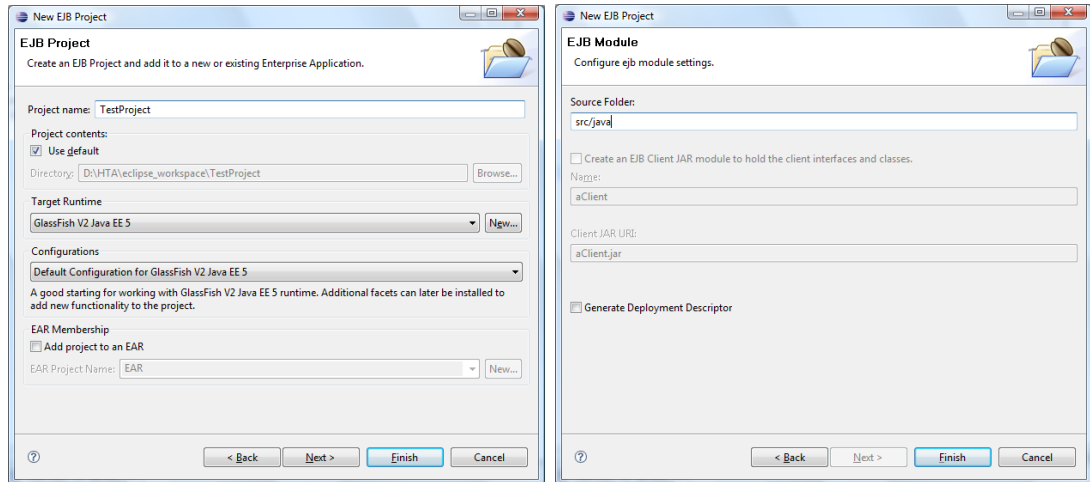 New EJB Project
EJB Project
Create an EJB Project and add it to a new or existing Enterprise Application.
Project name: TestProject
Project contents:
Use default
Directory: D:\HTA\eclipse_workspace\TestProject Browse...
Target Runtime
GlassFish V2 Java EE 5 New...
Configurations
Default Configuration for GlassFish V2 Java EE 5
A good starting for working with GlassFish V2 Java EE 5 runtime. Additional facets can later be installed to
add new functionality to the project.
EAR Membership
Add project to an EAR
EAR Project Name: EAR New...
? < Back Next > Finish Cancel
New EJB Project
EJB Module
Configure ejb module settings.
Source Folder:
src/java
Create an EJB Client JAR module to hold the client interfaces and classes.
Name:
aClient
Client JAR URI:
aClient.jar
Generate Deployment Descriptor
? < Back Next > Finish Cancel